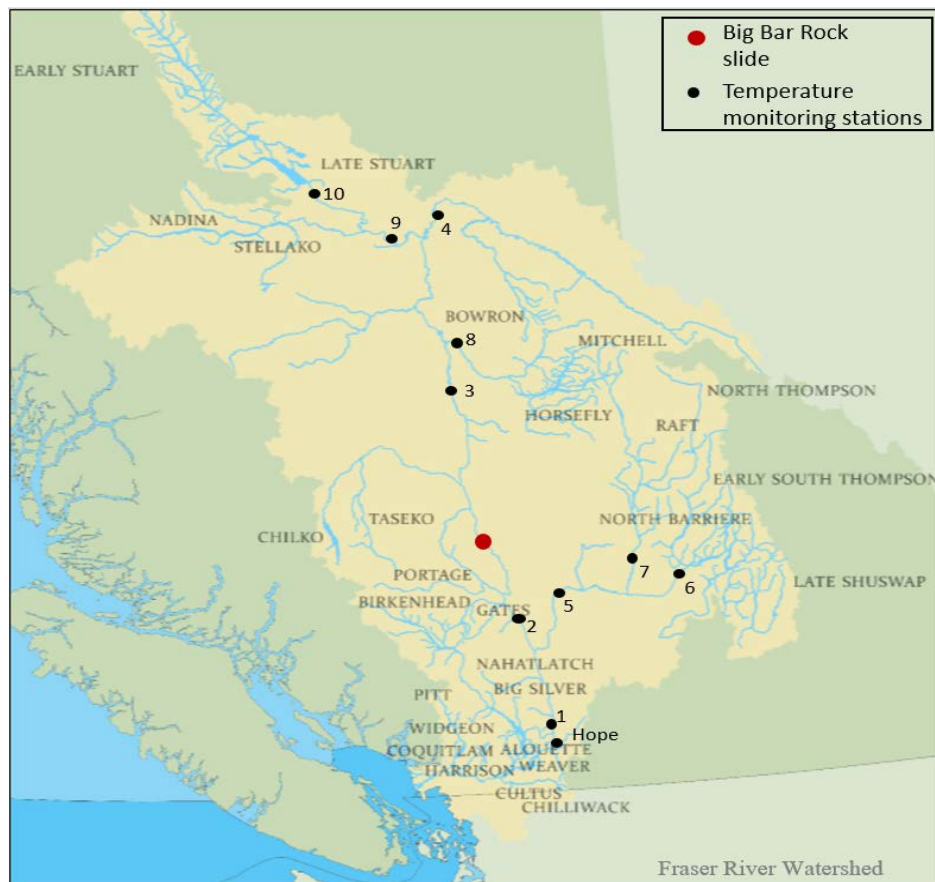 Big Bar Rock
slide
Temperature
monitoring stations
EARLY STUART
LATE STUART
10
NADINA
9
4
STELLAKO
BOWRON
8
MITCHELL
3
NORTH THOMPSON
HORSEFLY
RAFT
EARLY SOUTH THOMPSON
TASEKO
NORTH BARRIERE
CHILKO
7
PORTAGE
6
LATE SHUSWAP
5
BIRKENHEAD
GATES
2
NAHATLATCH
BIG SILVER
PITT
1
WIDGEON
Hope
COQUITLAM ALOUETTE
HARRISON WEAVER
CULTUS
CHILLIWACK
Fraser River Watershed